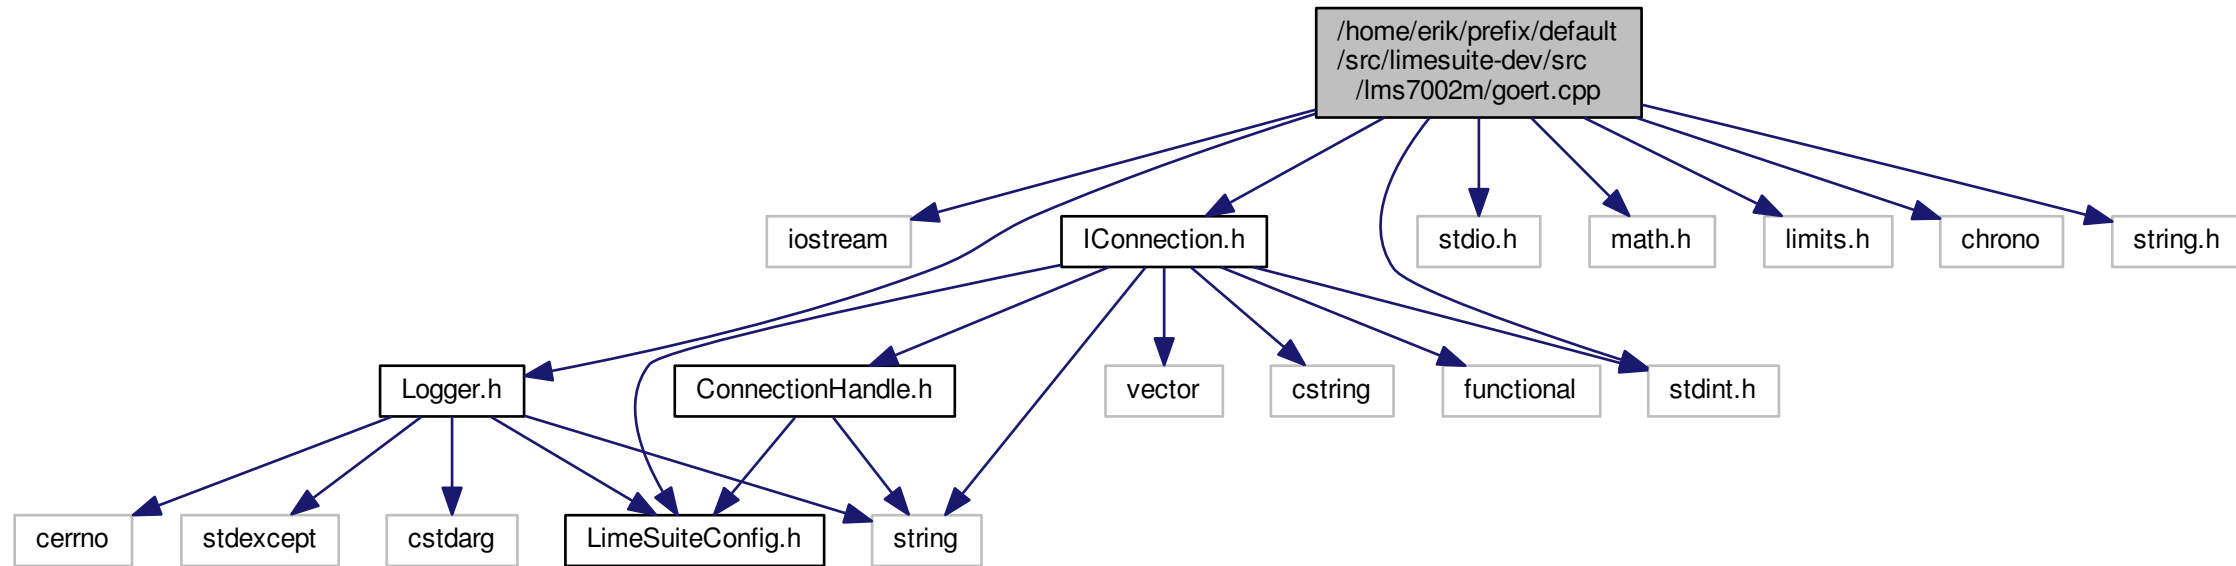 /home/erik/prefix/default
/src/limesuite-dev/src
/lms7002m/goert.cpp
iostream
IConnection.h
stdio.h
math.h
limits.h
chrono
string.h
Logger.h
ConnectionHandle.h
vector
cstring
functional
stdint.h
cerrno
stdexcept
cstdarg
LimeSuiteConfig.h
string